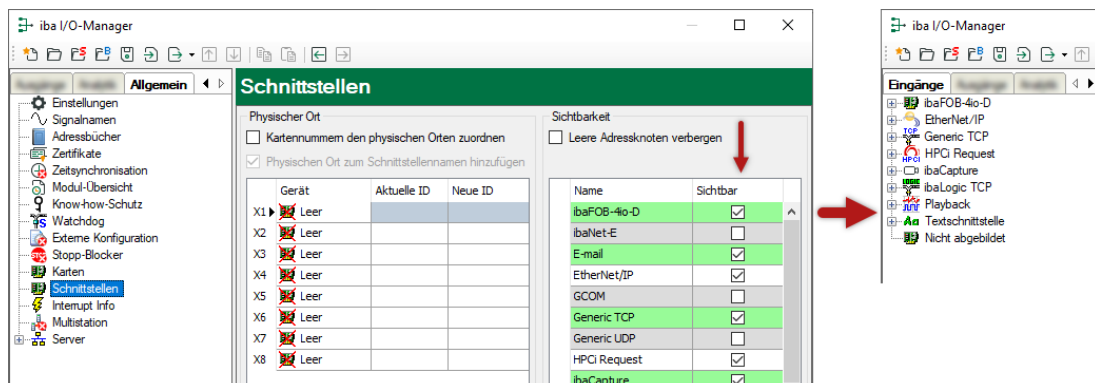 iba I/O-Manager
Allgemein
Einstellungen
Signalnamen
Adressbücher
Zertifikate
Zeitsynchronisation
Modul-Übersicht
Know-how-Schutz
Watchdog
Externe Konfiguration
Stopp-Blocker
Karten
Schnittstellen
Interrupt Info
Multistation
Server
Schnittstellen
Physischer Ort
Kartennummern den physischen Orten zuordnen
Physischen Ort zum Schnittstellennamen hinzufügen
Gerät Aktuelle ID Neue ID
X1 Leer
X2 Leer
X3 Leer
X4 Leer
X5 Leer
X6 Leer
X7 Leer
X8 Leer
Sichtbarkeit
Leere Adressknoten verbergen
Name Sichtbar
ibaFOB-4io-D
ibaNet-E
E-mail
EtherNet/IP
GCOM
Generic TCP
Generic UDP
HPCi Request
ibaCapture
iba I/O-Manager
Eingänge
ibaFOB-4io-D
EtherNet/IP
Generic TCP
HPCi Request
ibaCapture
ibaLogic TCP
Playback
Textschnittstelle
Nicht abgebildet